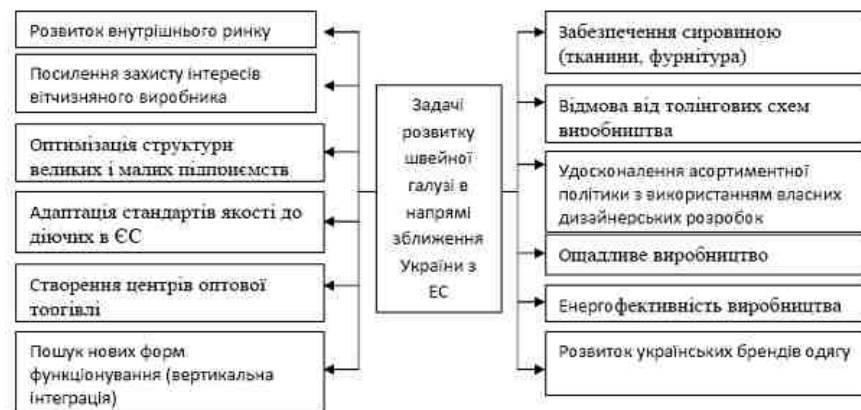 Розвиток внутрішнього ринку
Посилення захисту інтересів
вітчизняного виробника
Оптимізація структури
великих і малих підприємств
Адаптація стандартів якості до
діючих в ЄС
Створення центрів оптової
торгівлі
Пошук нових форм
функціонування (вертикальна
інтеграція)
Задачі
розвитку
швейної
галузі в
напрямі
зближення
України з
ЕС
Забезпечення сировиною
(тканини, фурнітура)
Відмова від толінгових схем
виробництва
Удосконалення асортиментної
політики з використанням власних
дизайнерських розробок
Ощадливе виробництво
Енергофективність виробництва
Розвиток українських брендів одягу